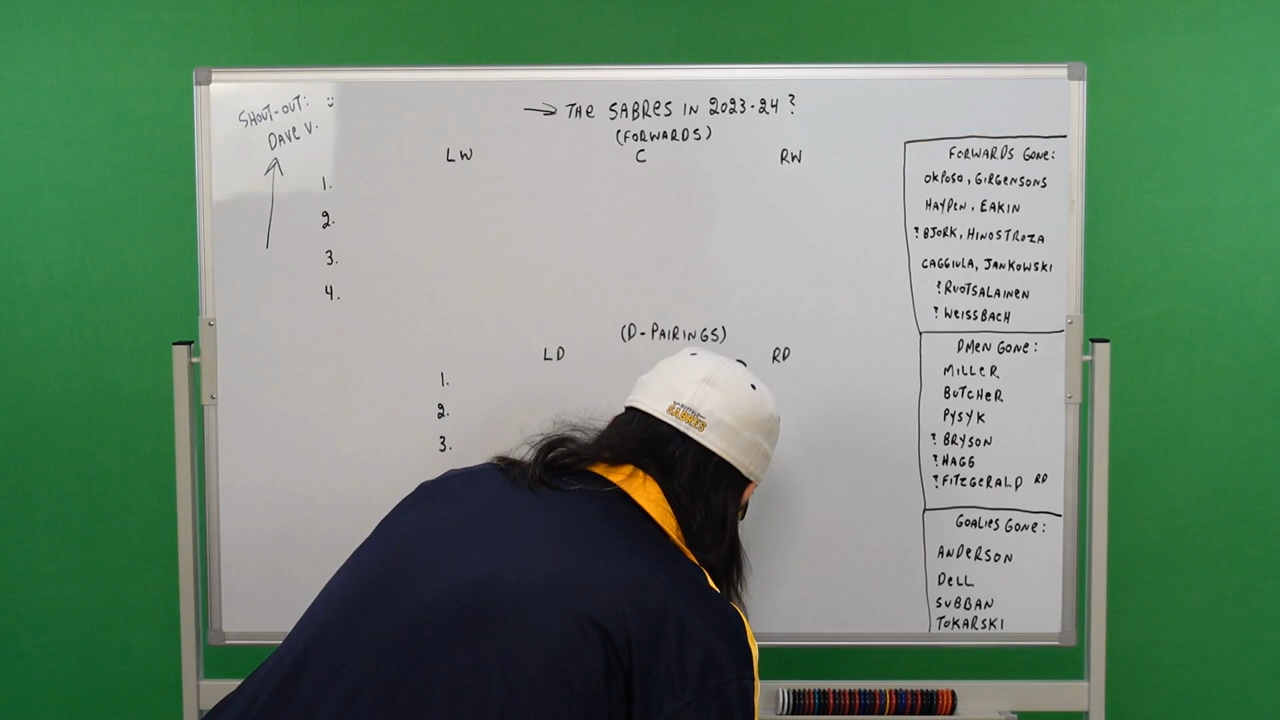 SHOUT-OUT: :)
DAVE V.
→ THE SABRES IN 2023-24?
(FORWARDS)
LW C RW
1.
2.
3.
4.
(D-PAIRINGS)
LD RD
1.
2.
3.
FORWARDS GONE:
OKPOSO, GIRGENSONS
HAYDEN, EAKIN
?BJORK, HINOSTROZA
CAGGIULA, JANKOWSKI
?RUOTSALAINEN
?WEISSBACH
DMEN GONE:
MILLER
BUTCHER
PYSYK
?BRYSON
?HAGG
?FITZGERALD RD
GOALIES GONE:
ANDERSON
DELL
SUBBAN
TOKARSKI
BUFFALO
SABRES